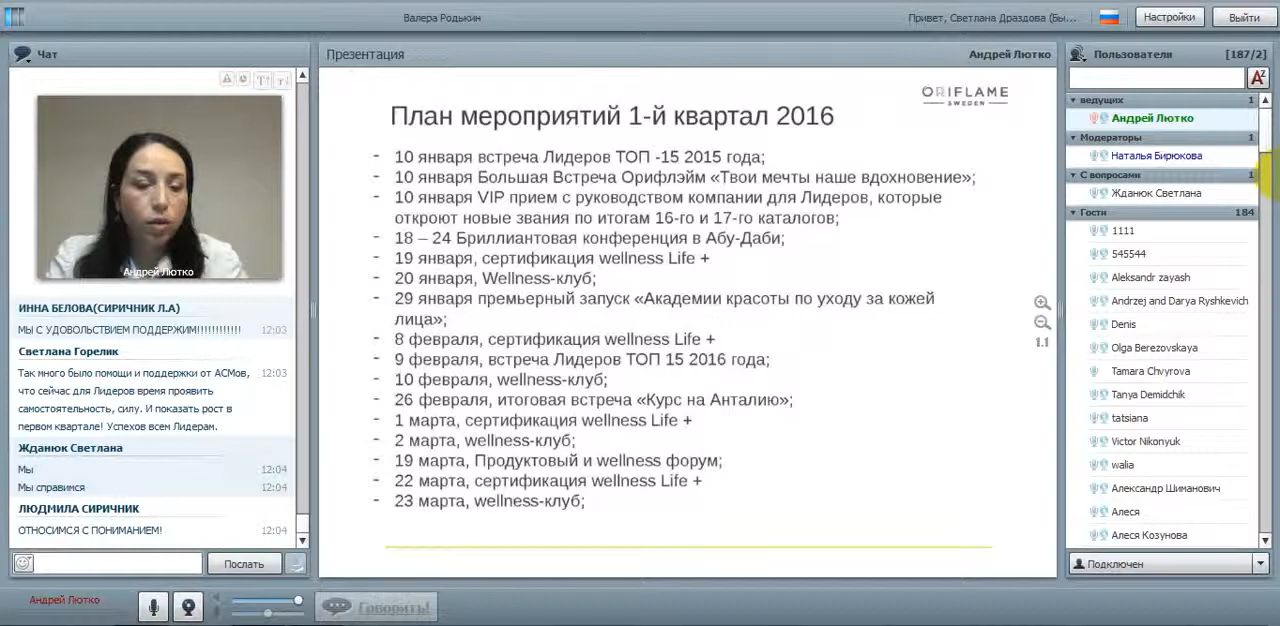 Валера Родькин
Привет, Светлана Драздова (Бы...
Настройки
Выйти
Чат
Андрей Лютко
ИННА БЕЛОВА(СИРИЧНИК Л.А)
МЫ С УДОВОЛЬСТВИЕМ ПОДДЕРЖИМ!!!!!!!!!!!! 12:03
Светлана Горелик
Так много было помощи и поддержки от АСМов, 12:03
что сейчас для Лидеров время проявить
самостоятельность, силу. И показать рост в
первом квартале! Успехов всем Лидерам.
Жданюк Светлана
Мы 12:04
Мы справимся 12:04
ЛЮДМИЛА СИРИЧНИК
ОТНОСИМСЯ С ПОНИМАНИЕМ! 12:04
Послать
Презентация
Андрей Лютко
ORIFLAME
SWEDEN
План мероприятий 1-й квартал 2016
- 10 января встреча Лидеров ТОП -15 2015 года;
- 10 января Большая Встреча Орифлэйм «Твои мечты наше вдохновение»;
- 10 января VIP прием с руководством компании для Лидеров, которые
откроют новые звания по итогам 16-го и 17-го каталогов;
- 18 – 24 Бриллиантовая конференция в Абу-Даби;
- 19 января, сертификация wellness Life +
- 20 января, Wellness-клуб;
- 29 января премьерный запуск «Академии красоты по уходу за кожей
лица»;
- 8 февраля, сертификация wellness Life +
- 9 февраля, встреча Лидеров ТОП 15 2016 года;
- 10 февраля, wellness-клуб;
- 26 февраля, итоговая встреча «Курс на Анталию»;
- 1 марта, сертификация wellness Life +
- 2 марта, wellness-клуб;
- 19 марта, Продуктовый и wellness форум;
- 22 марта, сертификация wellness Life +
- 23 марта, wellness-клуб;
1.1
Пользователи [187/2]
ведущих 1
Андрей Лютко
Модераторы 1
Наталья Бирюкова
С вопросами 1
Жданюк Светлана
Гости 184
1111
545544
Aleksandr zayash
Andrzej and Darya Ryshkevich
Denis
Olga Berezovskaya
Tamara Chvyrova
Tanya Demidchik
tatsiana
Victor Nikonyuk
walia
Александр Шиманович
Алеся
Алеся Козунова
Подключен
Андрей Лютко
Говорить!